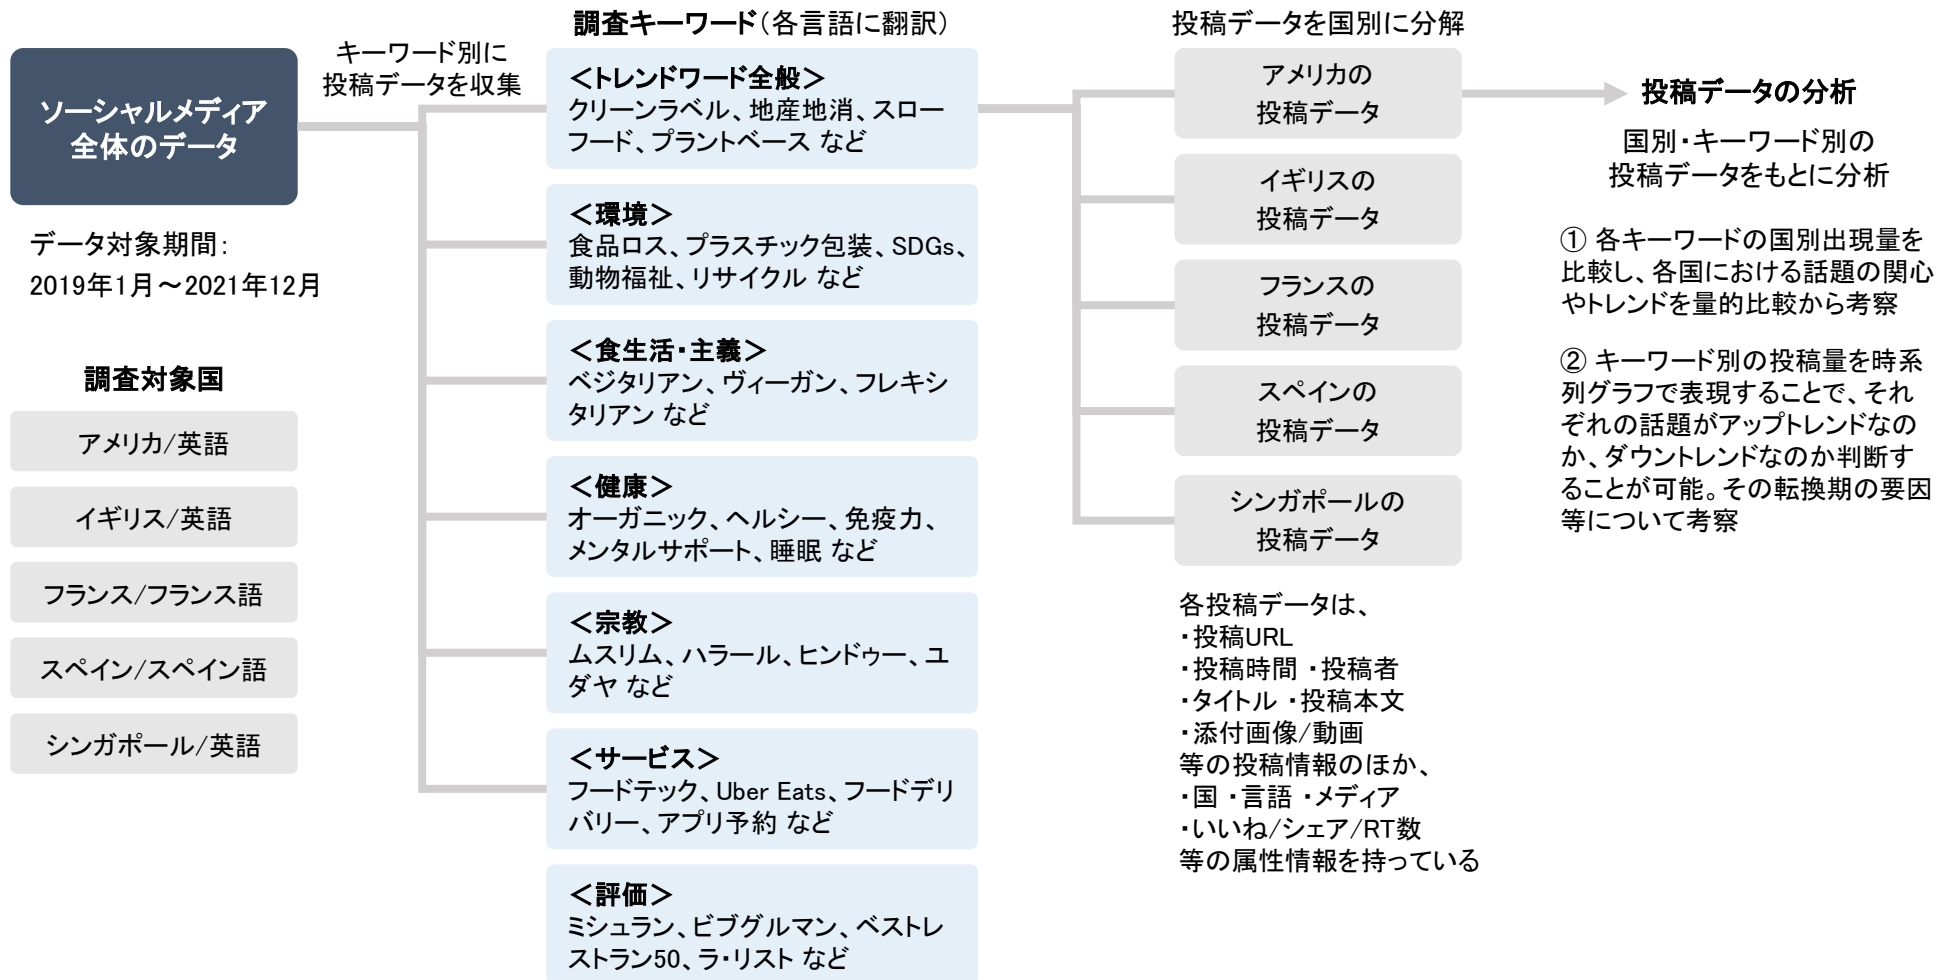 ソーシャルメディア
全体のデータ
データ対象期間：
2019年1月～2021年12月
調査対象国
アメリカ/英語
イギリス/英語
フランス/フランス語
スペイン/スペイン語
シンガポール/英語
キーワード別に
投稿データを収集
調査キーワード（各言語に翻訳）
＜トレンドワード全般＞
クリーンラベル、地産地消、スロー
フード、プラントベース など
＜環境＞
食品ロス、プラスチック包装、SDGs、
動物福祉、リサイクル など
＜食生活・主義＞
ベジタリアン、ヴィーガン、フレキシ
タリアン など
＜健康＞
オーガニック、ヘルシー、免疫力、
メンタルサポート、睡眠 など
＜宗教＞
ムスリム、ハラール、ヒンドゥー、ユ
ダヤ など
＜サービス＞
フードテック、Uber Eats、フードデリ
バリー、アプリ予約 など
＜評価＞
ミシュラン、ビブグルマン、ベストレ
ストラン50、ラ・リスト など
投稿データを国別に分解
アメリカの
投稿データ
イギリスの
投稿データ
フランスの
投稿データ
スペインの
投稿データ
シンガポールの
投稿データ
各投稿データは、
・投稿URL
・投稿時間 ・投稿者
・タイトル ・投稿本文
・添付画像/動画
等の投稿情報のほか、
・国 ・言語 ・メディア
・いいね/シェア/RT数
等の属性情報を持っている
投稿データの分析
国別・キーワード別の
投稿データをもとに分析
① 各キーワードの国別出現量を
比較し、各国における話題の関心
やトレンドを量的比較から考察
② キーワード別の投稿量を時系
列グラフで表現することで、それ
ぞれの話題がアップトレンドなの
か、ダウントレンドなのか判断す
ることが可能。その転換期の要因
等について考察